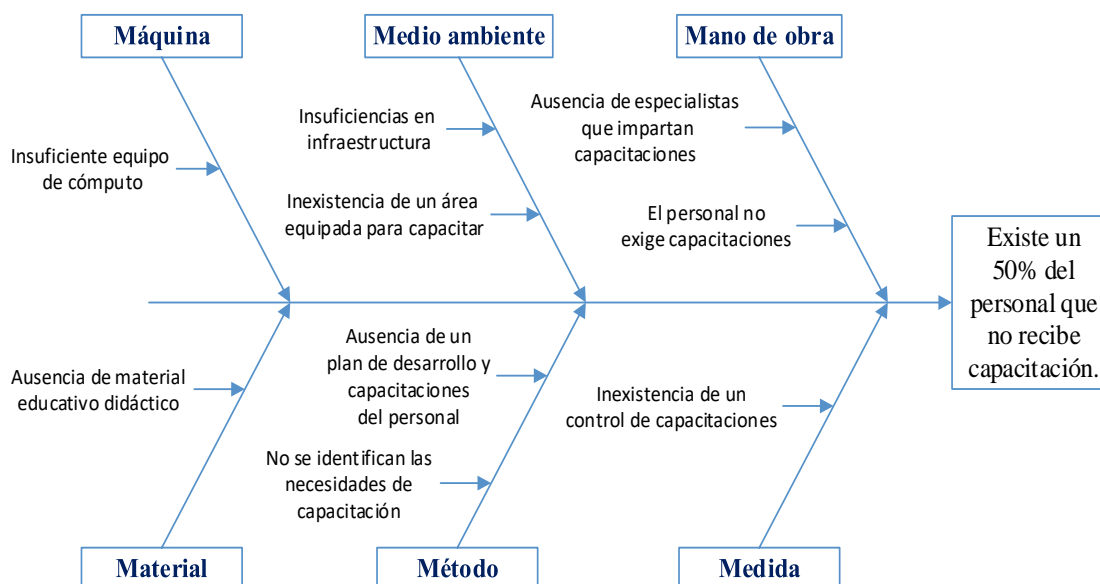 Máquina
Medio ambiente
Mano de obra
Insuficiente equipo
de cómputo
Insuficiencias en
infraestructura
Inexistencia de un área
equipada para capacitar
Ausencia de especialistas
que impartan
capacitaciones
El personal no
exige capacitaciones
Existe un
50% del
personal que
no recibe
capacitación.
Ausencia de material
educativo didáctico
Ausencia de un
plan de desarrollo y
capacitaciones
del personal
No se identifican las
necesidades de
capacitación
Inexistencia de un
control de capacitaciones
Material
Método
Medida